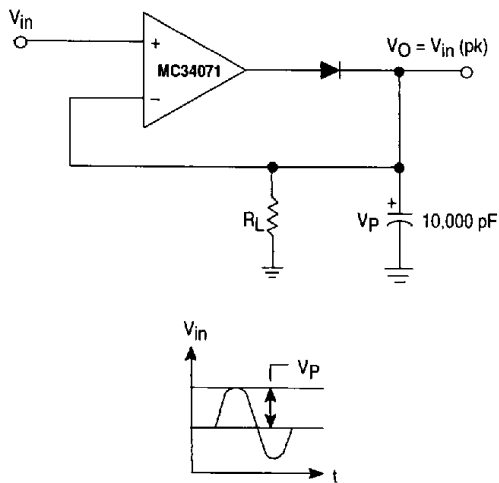 Vin
+
MC34071
−
VO = Vin (pk)
RL
+
VP
10,000 pF
Vin
VP
t